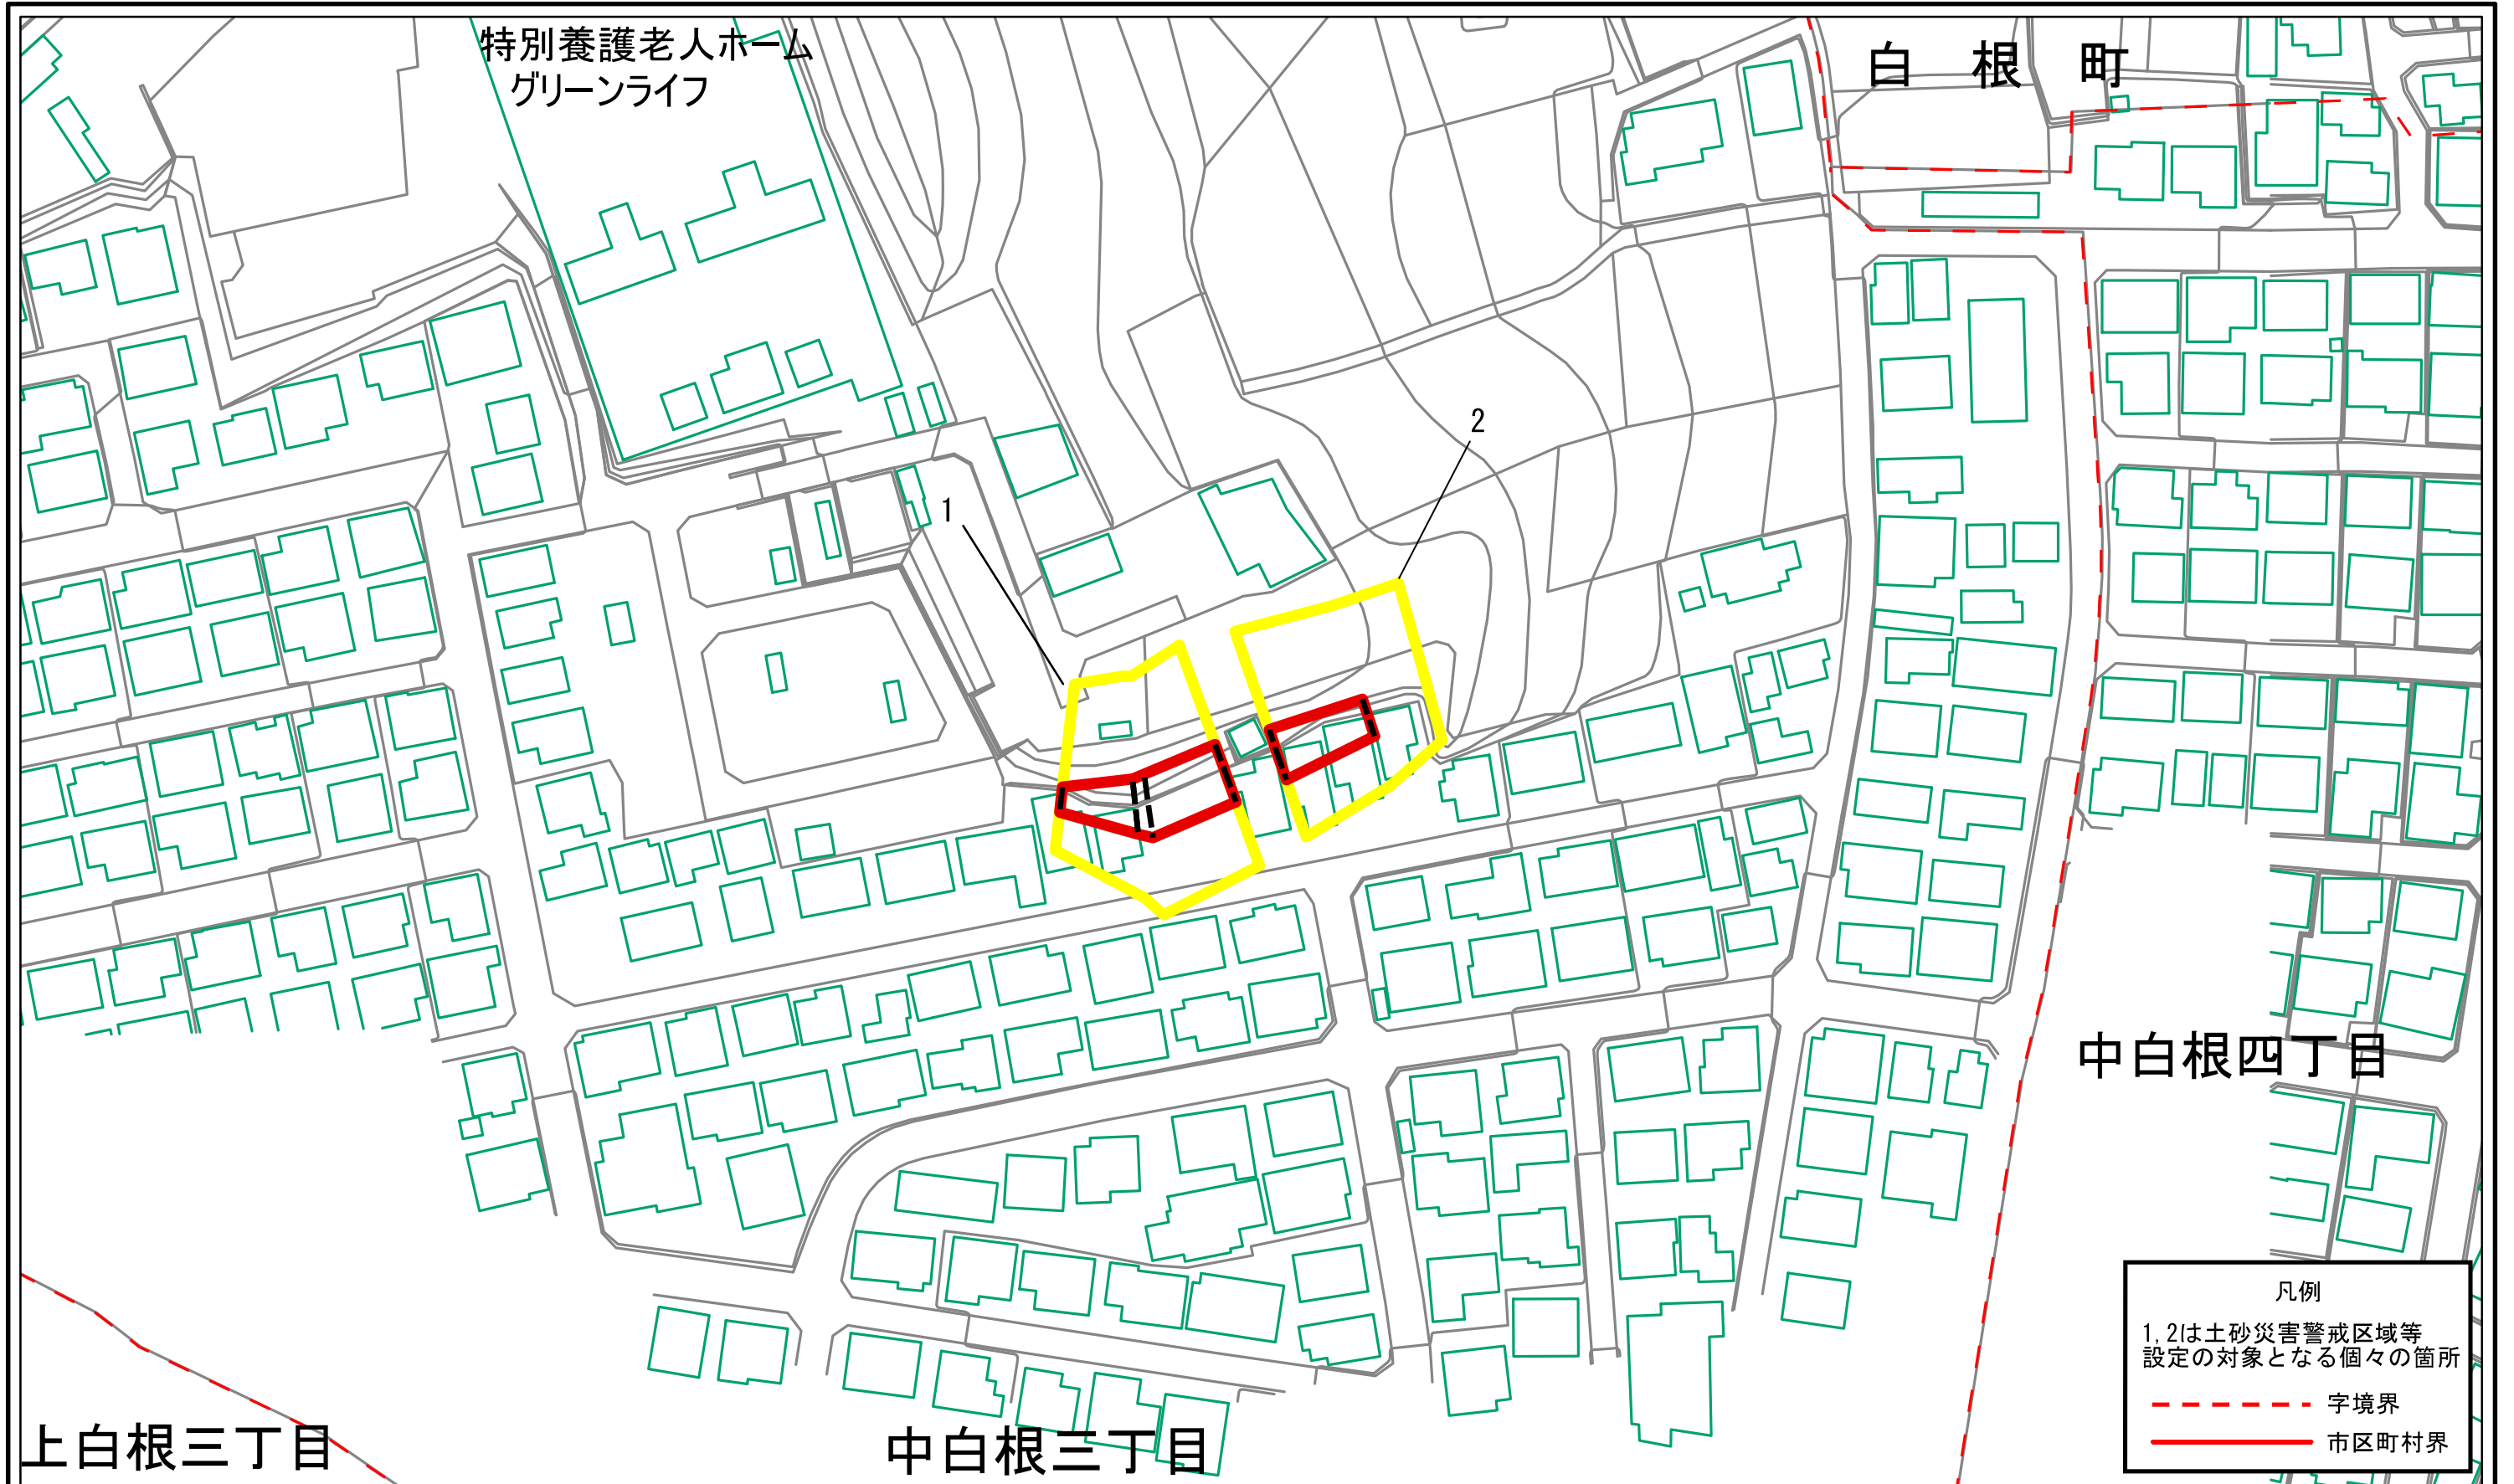 特別養護老人ホーム
グリーンライフ
白根町
2
1
中白根四丁目
凡例
1,2は土砂災害警戒区域等
設定の対象となる個々の箇所
字境界
市区町村界
上白根三丁目
中白根三丁目